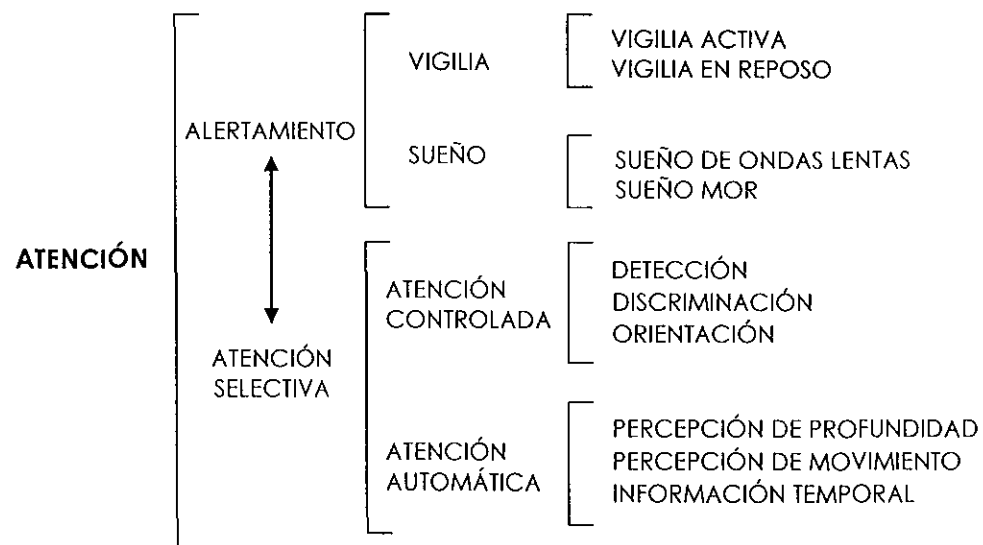 ATENCIÓN
ALERTAMIENTO
VIGILIA
VIGILIA ACTIVA
VIGILIA EN REPOSO
SUEÑO
SUEÑO DE ONDAS LENTAS
SUEÑO MOR
ATENCIÓN
SELECTIVA
ATENCIÓN
CONTROLADA
DETECCIÓN
DISCRIMINACIÓN
ORIENTACIÓN
ATENCIÓN
AUTOMÁTICA
PERCEPCIÓN DE PROFUNDIDAD
PERCEPCIÓN DE MOVIMIENTO
INFORMACIÓN TEMPORAL